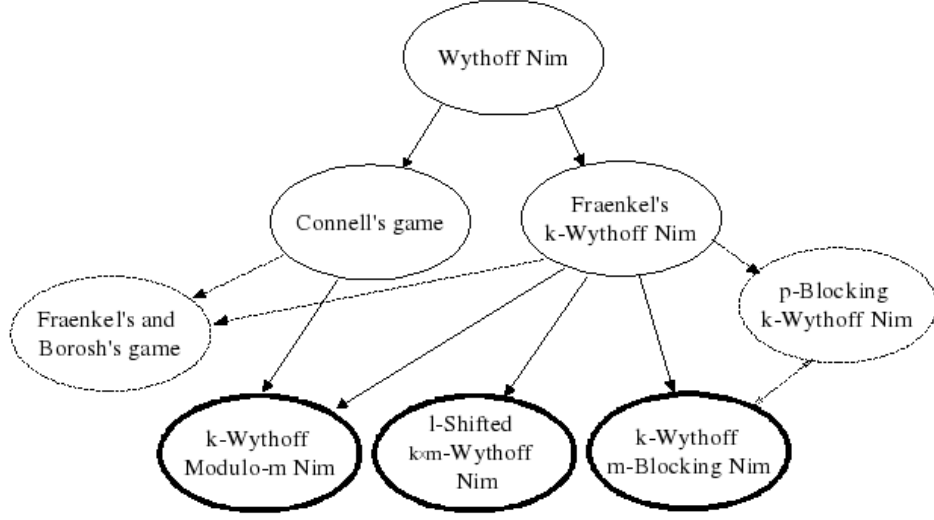 Wythoff Nim
Connell's game
Fraenkel's
k-Wythoff Nim
p-Blocking
k-Wythoff Nim
Fraenkel's and
Borosh's game
k-Wythoff
Modulo-m Nim
l-Shifted
k×m-Wythoff
Nim
k-Wythoff
m-Blocking Nim